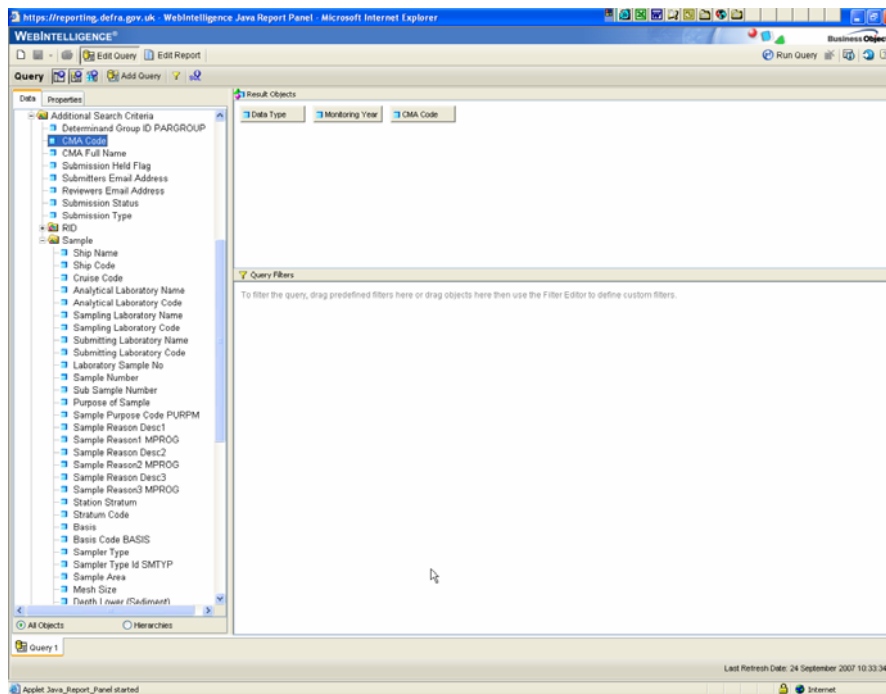 https://reporting.defra.gov.uk - WebIntelligence Java Report Panel - Microsoft Internet Explorer
WEBINTELLIGENCE®
BusinessObjec
Edit Query Edit Report
Run Query
Query Add Query
Data Properties
Additional Search Criteria
Determinand Group ID PARGROUP
CMA Code
CMA Full Name
Submission Held Flag
Submitters Email Address
Reviewers Email Address
Submission Status
Submission Type
RID
Sample
Ship Name
Ship Code
Cruise Code
Analytical Laboratory Name
Analytical Laboratory Code
Sampling Laboratory Name
Sampling Laboratory Code
Submitting Laboratory Name
Submitting Laboratory Code
Laboratory Sample No
Sample Number
Sub Sample Number
Purpose of Sample
Sample Purpose Code PURPM
Sample Reason Desc1
Sample Reason1 MPROG
Sample Reason Desc2
Sample Reason2 MPROG
Sample Reason Desc3
Sample Reason3 MPROG
Station Stratum
Stratum Code
Basis
Basis Code BASIS
Sampler Type
Sampler Type Id SMTYP
Sample Area
Mesh Size
Depth Lower (Sediment)
All Objects Hierarchies
Result Objects
Data Type Monitoring Year CMA Code
Query Filters
To filter the query, drag predefined filters here or drag objects here then use the Filter Editor to define custom filters.
Query 1
Last Refresh Date: 24 September 2007 10:33:34
Applet Java_Report_Panel started
Internet